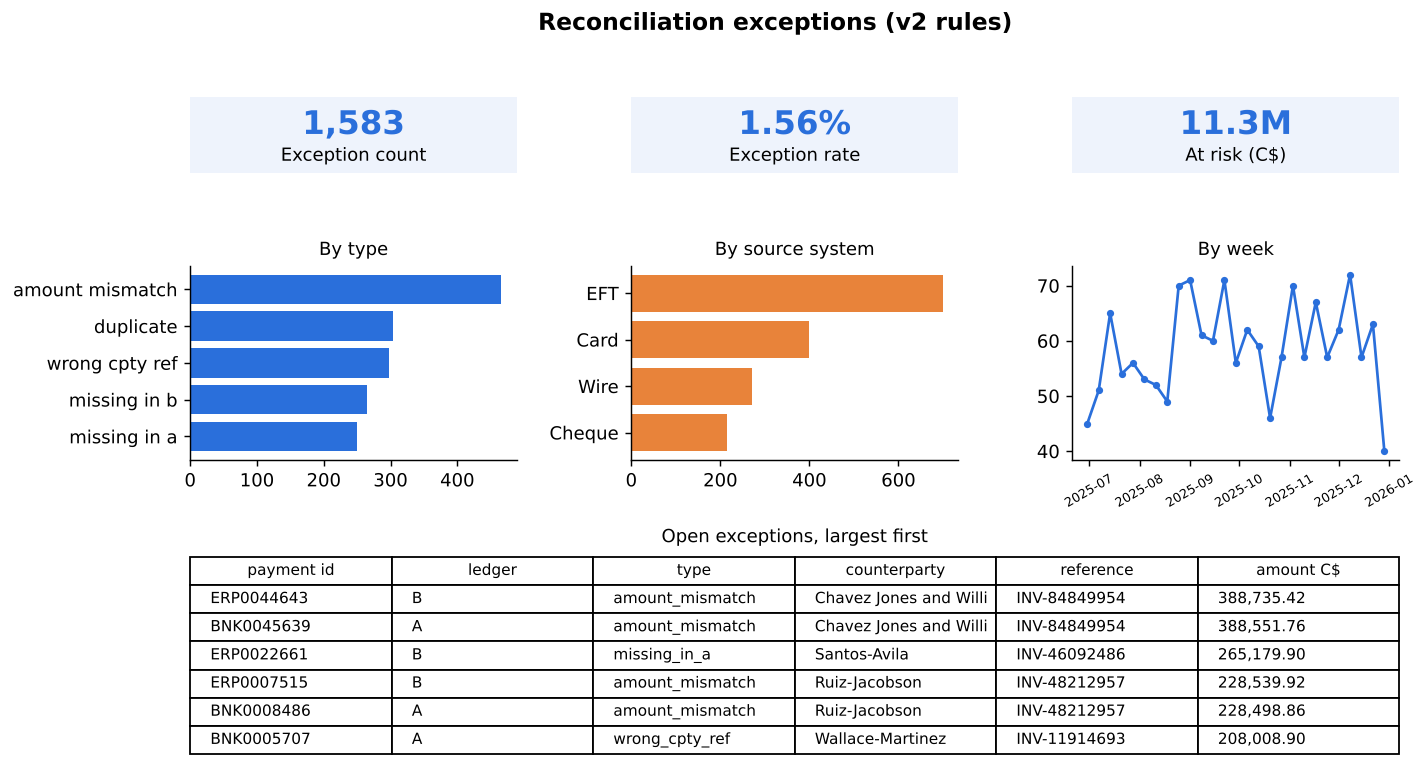 Reconciliation exceptions (v2 rules)
1,583
Exception count
1.56%
Exception rate
11.3M
At risk (C$)
By type
amount mismatch
duplicate
wrong cpty ref
missing in b
missing in a
0 100 200 300 400
By source system
EFT
Card
Wire
Cheque
0 200 400 600
By week
70
60
50
40
2025-07 2025-08 2025-09 2025-10 2025-11 2025-12 2026-01
Open exceptions, largest first
payment id ledger type counterparty reference amount C$
ERP0044643 B amount_mismatch Chavez Jones and Willi INV-84849954 388,735.42
BNK0045639 A amount_mismatch Chavez Jones and Willi INV-84849954 388,551.76
ERP0022661 B missing_in_a Santos-Avila INV-46092486 265,179.90
ERP0007515 B amount_mismatch Ruiz-Jacobson INV-48212957 228,539.92
BNK0008486 A amount_mismatch Ruiz-Jacobson INV-48212957 228,498.86
BNK0005707 A wrong_cpty_ref Wallace-Martinez INV-11914693 208,008.90